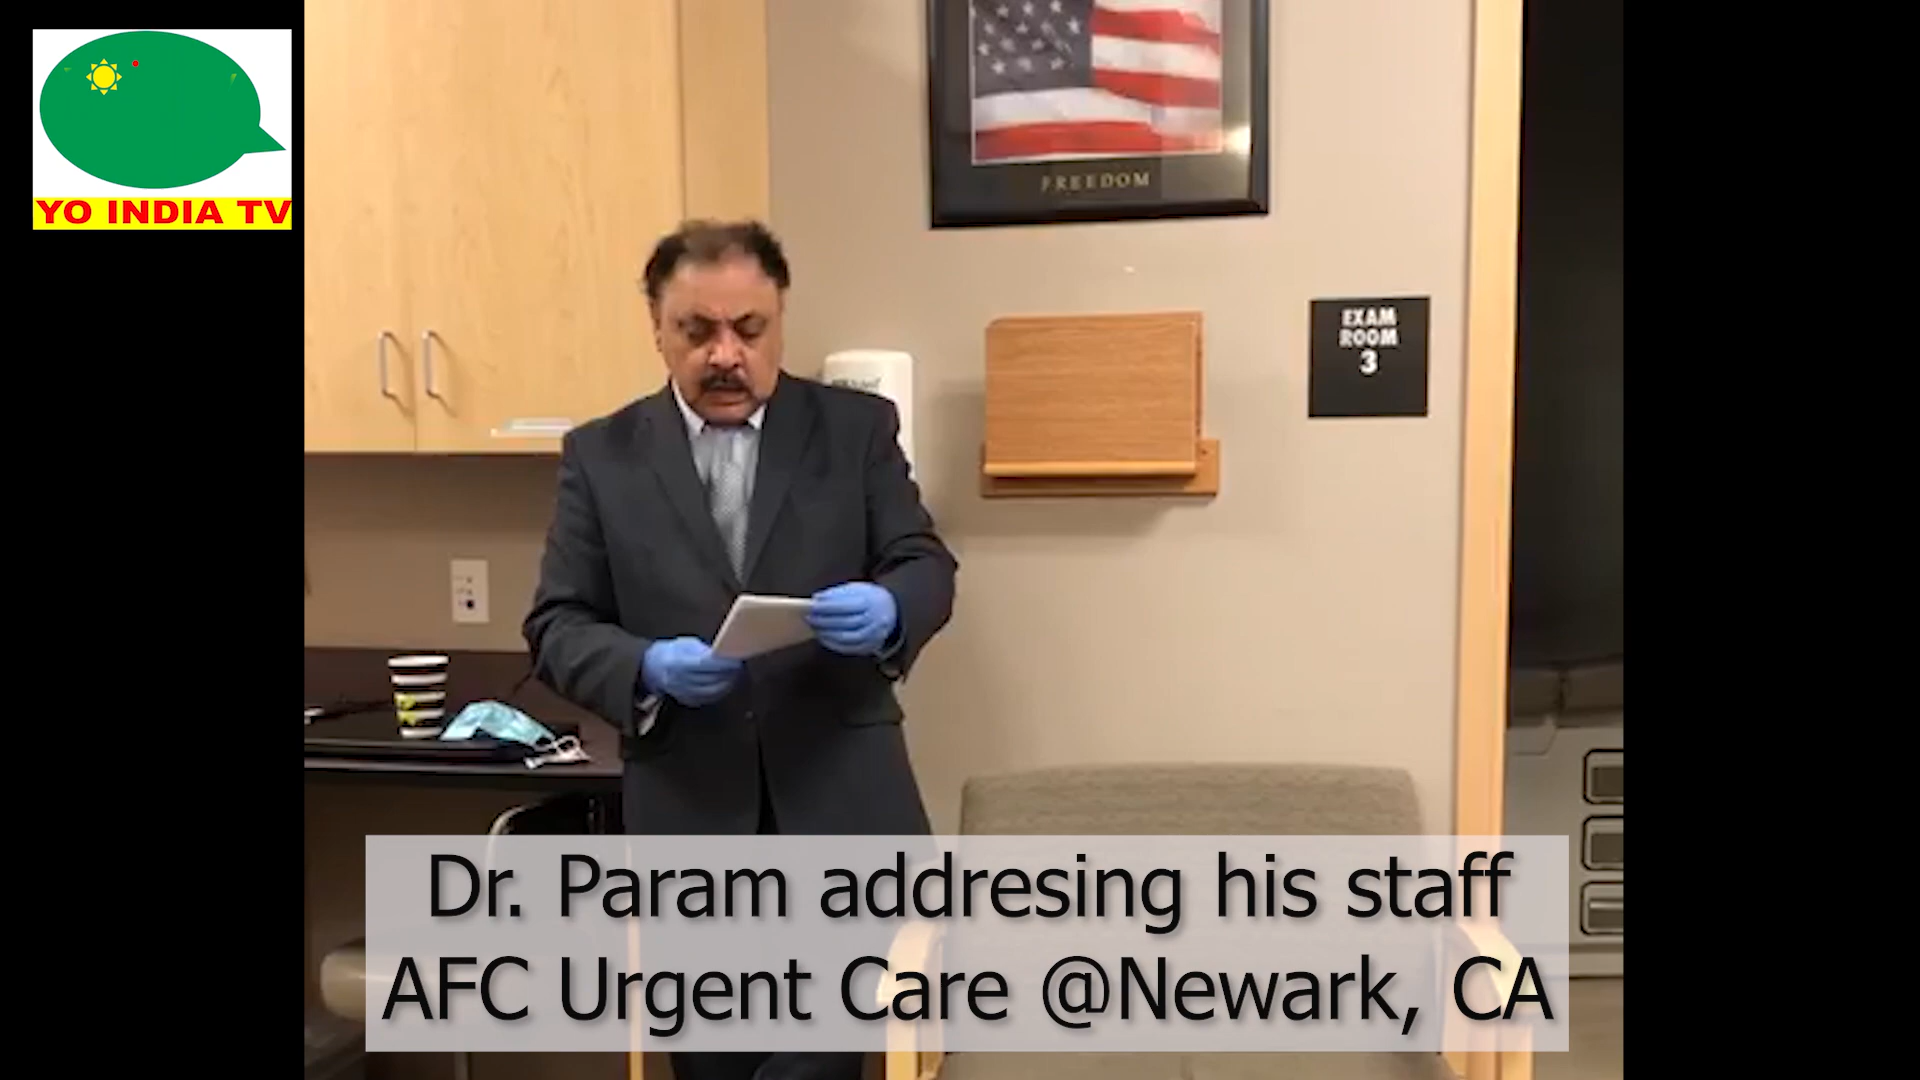 YO INDIA TV
FREEDOM
EXAM
ROOM
3
Dr. Param addresing his staff
AFC Urgent Care @Newark, CA